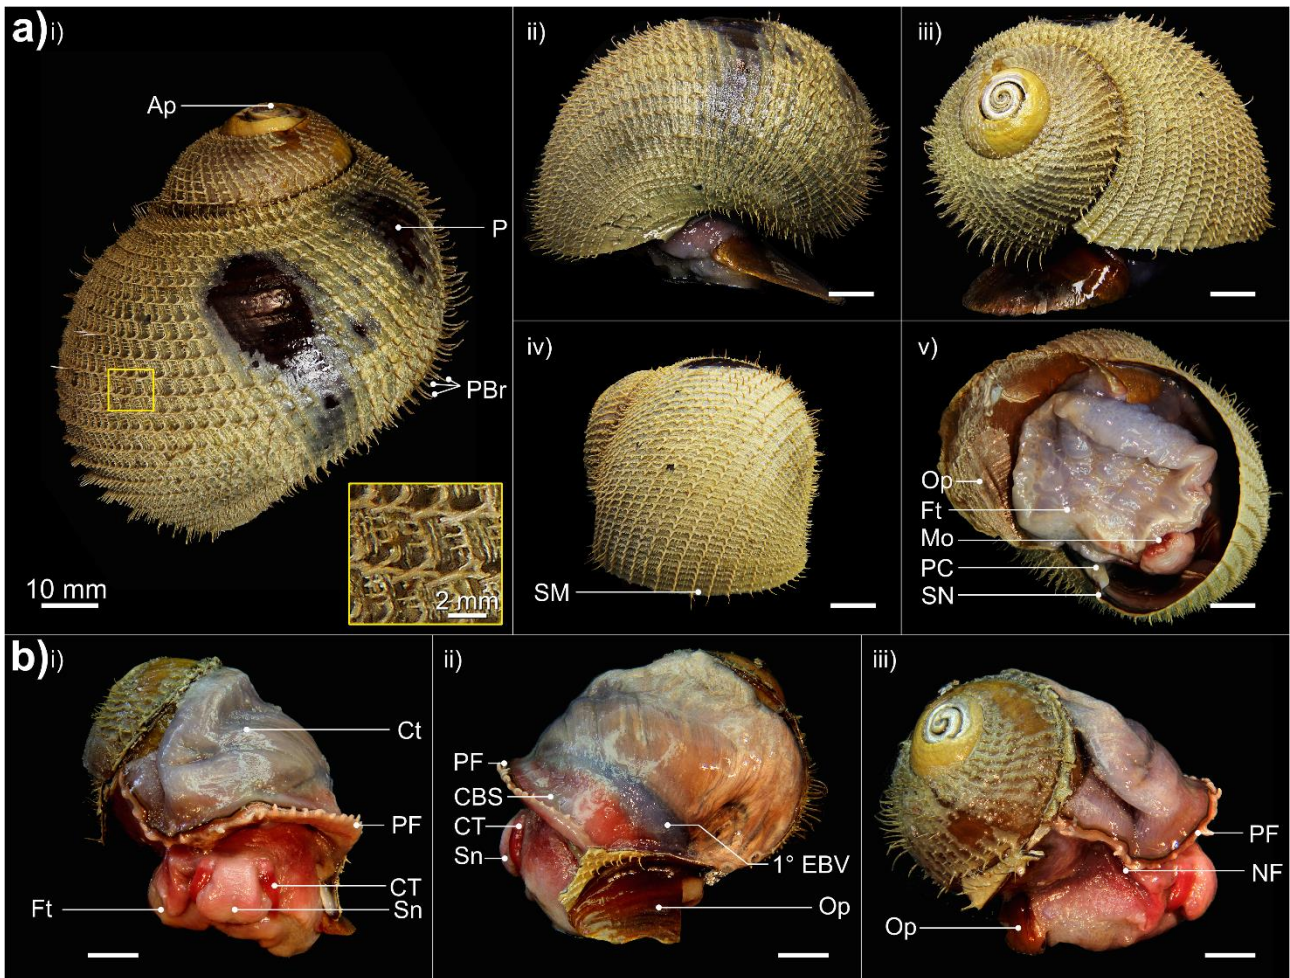 a) i)
Ap
P
PBr
10 mm
2 mm
ii)
iii)
iv)
SM
v)
Op
Ft
Mo
PC
SN
b) i)
Ct
PF
CT
Sn
Ft
ii)
PF
CBS
CT
Sn
1° EBV
Op
iii)
PF
NF
Op